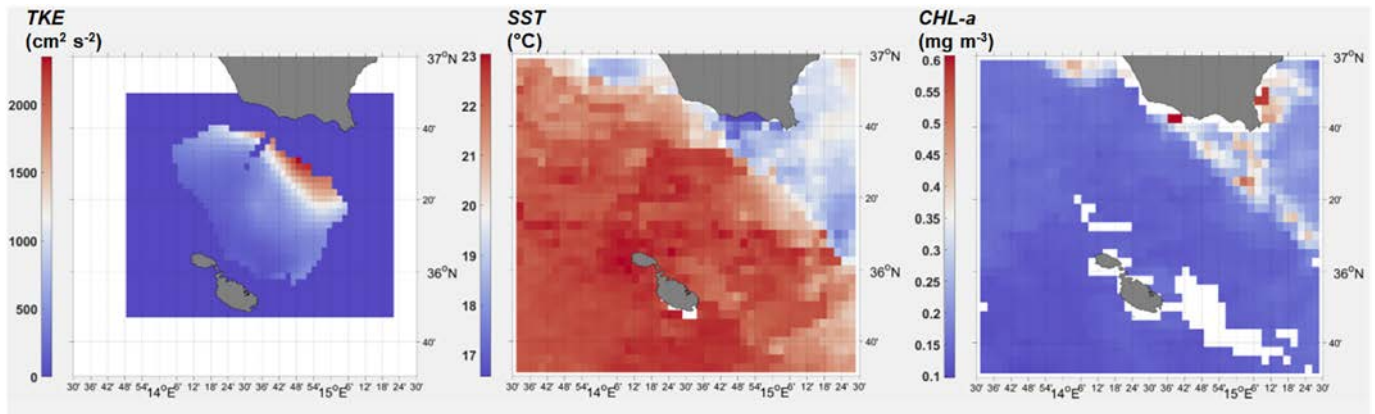 TKE
(cm² s⁻²)
2000
1500
1000
500
0
37°N
40'
20'
36°N
40'
30' 36' 42' 48' 54' 14°E 6' 12' 18' 24' 30' 36' 42' 48' 54' 15°E 6' 12' 18' 24' 30'
SST
(°C)
23
22
21
20
19
18
17
37°N
40'
20'
36°N
40'
30' 36' 42' 48' 54' 14°E 6' 12' 18' 24' 30' 36' 42' 48' 54' 15°E 6' 12' 18' 24' 30'
CHL-a
(mg m⁻³)
0.6
0.55
0.5
0.45
0.4
0.35
0.3
0.25
0.2
0.15
0.1
37°N
40'
20'
36°N
40'
30' 36' 42' 48' 54' 14°E 6' 12' 18' 24' 30' 36' 42' 48' 54' 15°E 6' 12' 18' 24' 30'